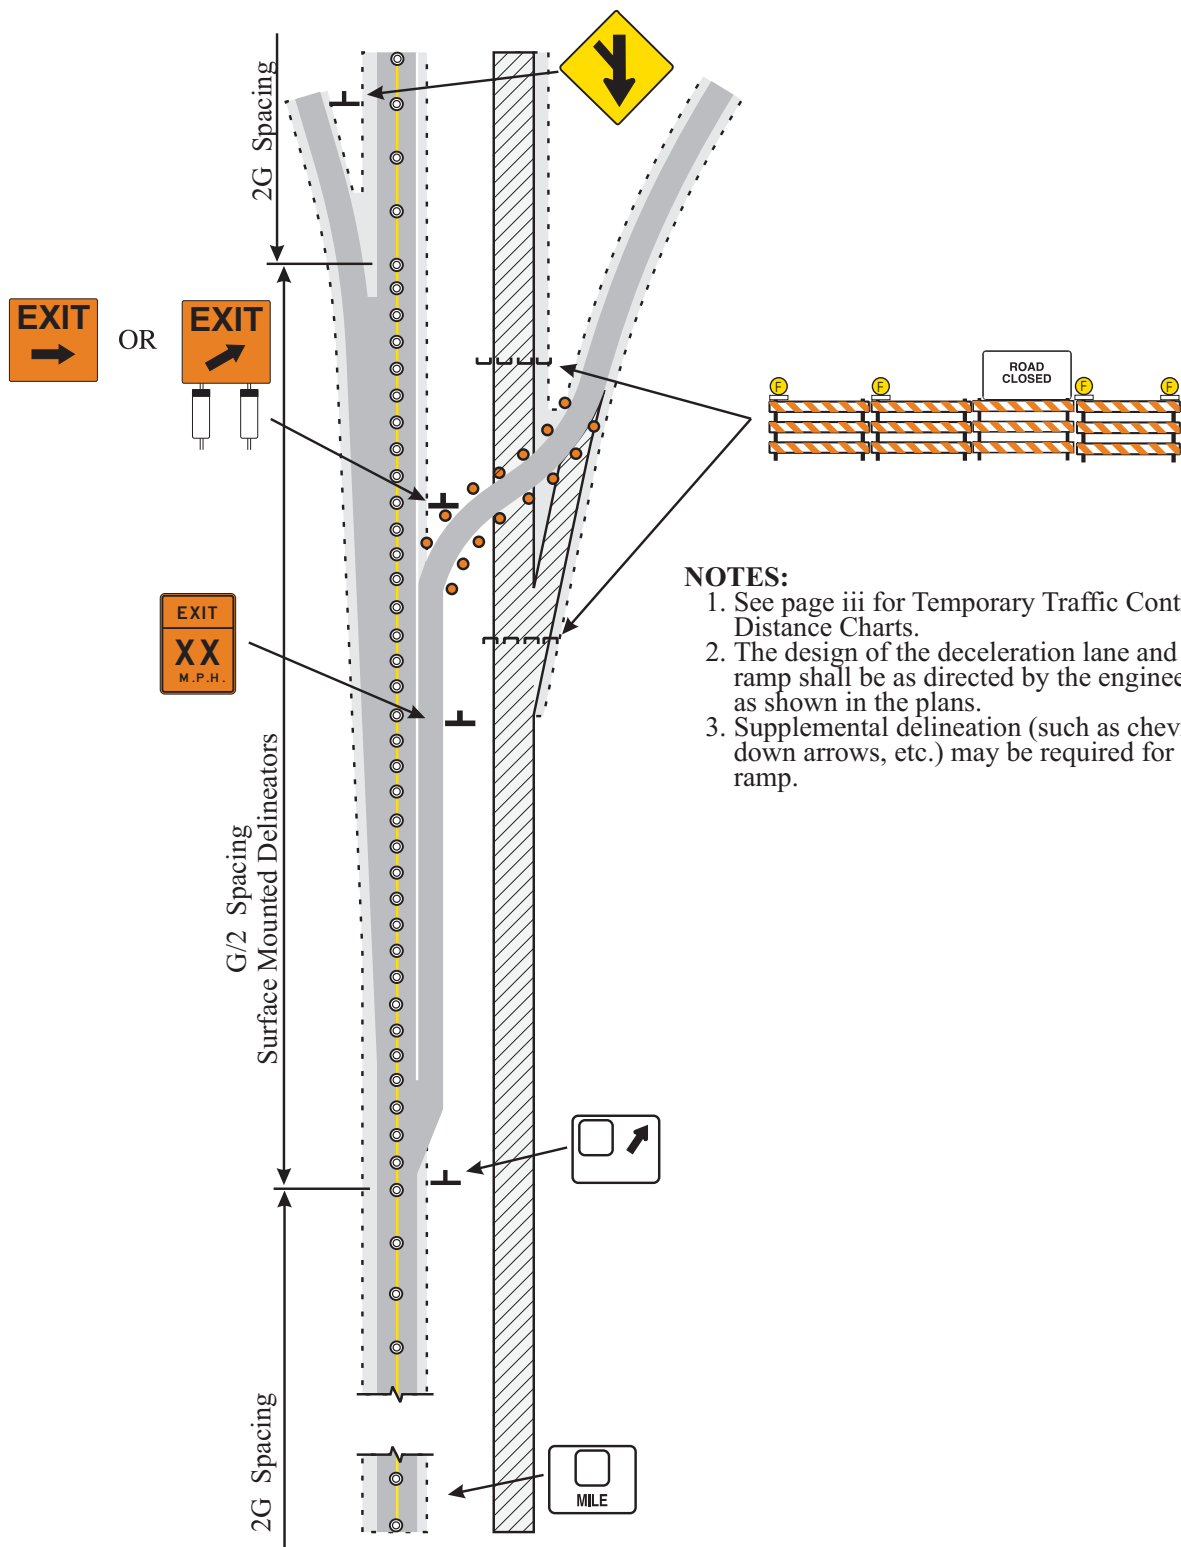 2G Spacing
EXIT
OR
EXIT
ROAD
CLOSED
F
F
F
F
EXIT
XX
M.P.H.
NOTES:
1. See page iii for Temporary Traffic Cont
Distance Charts.
2. The design of the deceleration lane and
ramp shall be as directed by the enginee
as shown in the plans.
3. Supplemental delineation (such as chev
down arrows, etc.) may be required for
ramp.
G/2 Spacing
Surface Mounted Delineators
2G Spacing
MILE